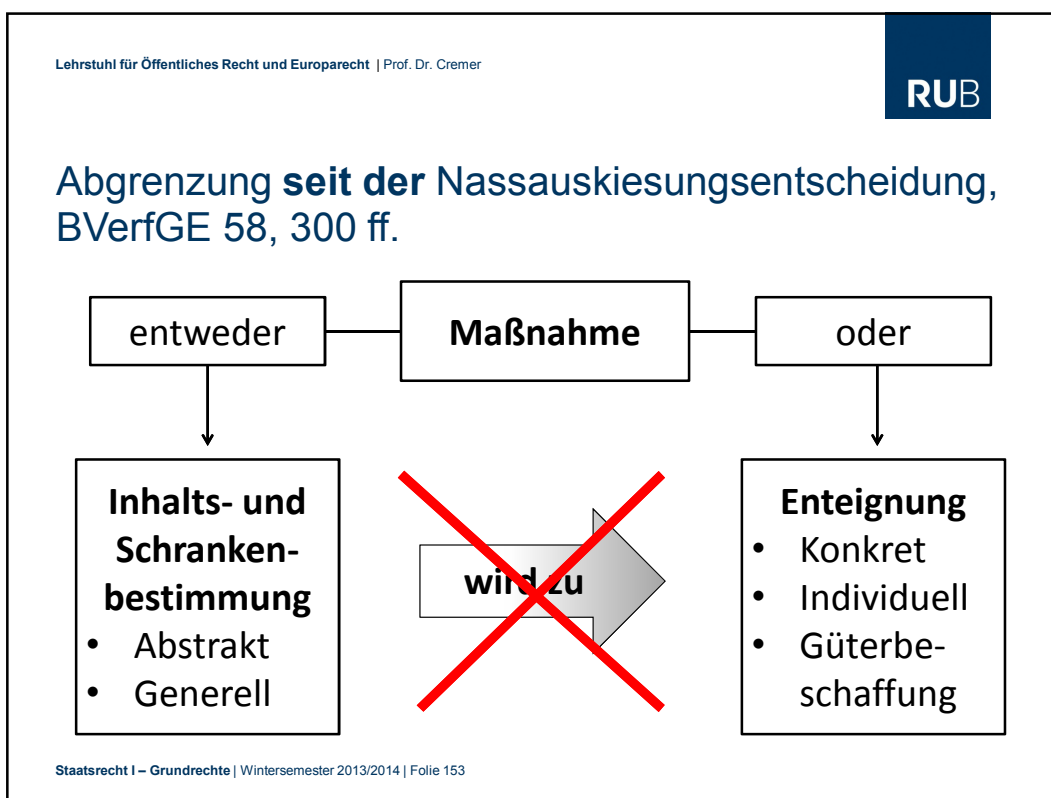 Lehrstuhl für Öffentliches Recht und Europarecht | Prof. Dr. Cremer
RUB
Abgrenzung seit der Nassauskiesungsentscheidung,
BVerfGE 58, 300 ff.
entweder
Maßnahme
oder
Inhalts- und
Schranken-
bestimmung
• Abstrakt
• Generell
wird zu
Enteignung
• Konkret
• Individuell
• Güterbe-
schaffung
Staatsrecht I – Grundrechte | Wintersemester 2013/2014 | Folie 153